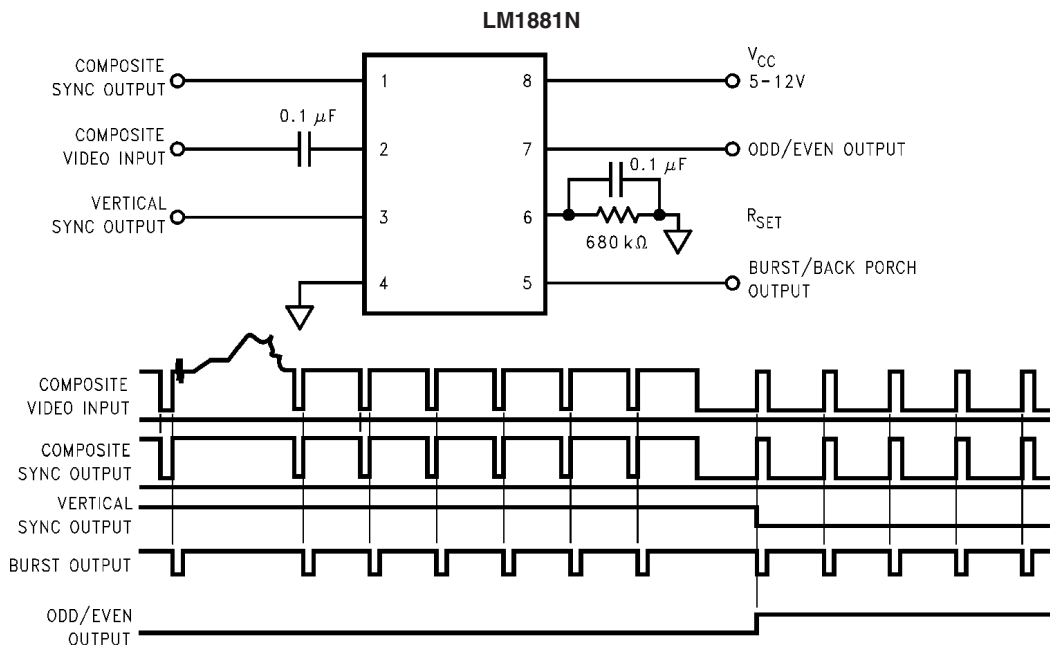 LM1881N
COMPOSITE
SYNC OUTPUT
1
8
V_CC
5-12V
0.1 μF
COMPOSITE
VIDEO INPUT
2
7
ODD/EVEN OUTPUT
0.1 μF
VERTICAL
SYNC OUTPUT
3
6
680 kΩ
R_SET
4
5
BURST/BACK PORCH
OUTPUT
COMPOSITE
VIDEO INPUT
COMPOSITE
SYNC OUTPUT
VERTICAL
SYNC OUTPUT
BURST OUTPUT
ODD/EVEN
OUTPUT